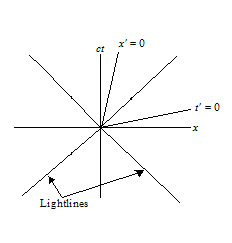 x′ = 0
ct
t′ = 0
x
Lightlines